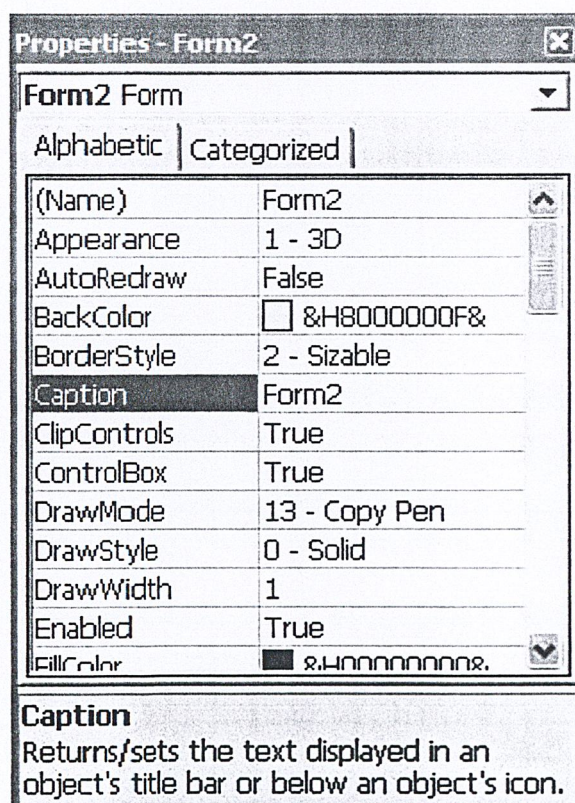 Properties - Form2
Form2 Form
Alphabetic Categorized
(Name) Form2
Appearance 1 - 3D
AutoRedraw False
BackColor &H8000000F&
BorderStyle 2 - Sizable
Caption Form2
ClipControls True
ControlBox True
DrawMode 13 - Copy Pen
DrawStyle 0 - Solid
DrawWidth 1
Enabled True
FillColor &H00000000&
Caption
Returns/sets the text displayed in an
object's title bar or below an object's icon.